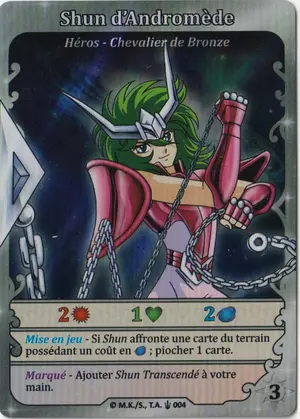 Shun d'Andromède
Héros - Chevalier de Bronze
2 1 2
Mise en jeu - Si Shun affronte une carte du terrain
possédant un coût en ; piocher 1 carte.
Marqué - Ajouter Shun Transcendé à votre
main.
3
© M.K./S., T.A. 004